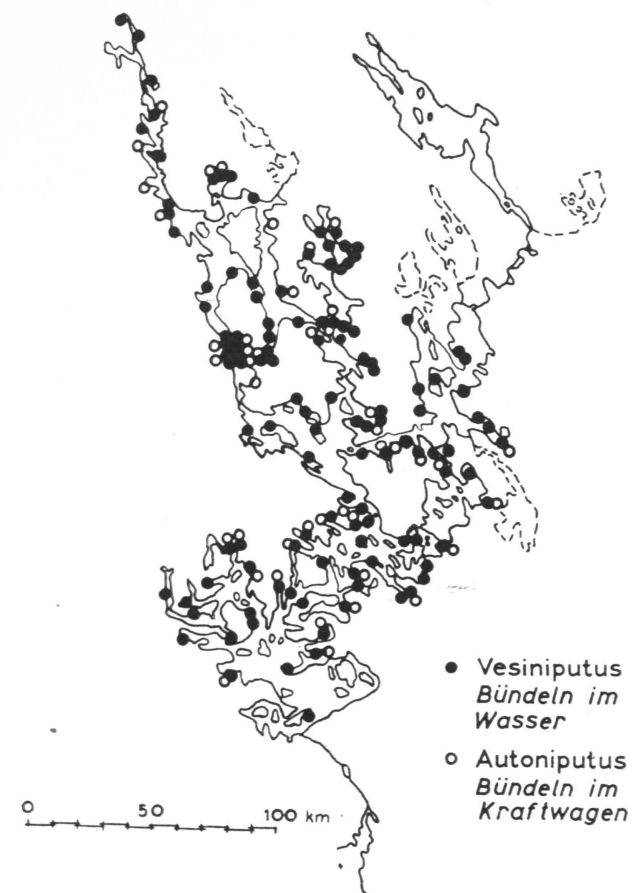 ● Vesiniputus
Bündeln im
Wasser
○ Autoniputus
Bündeln im
Kraftwagen
0 50 100 km